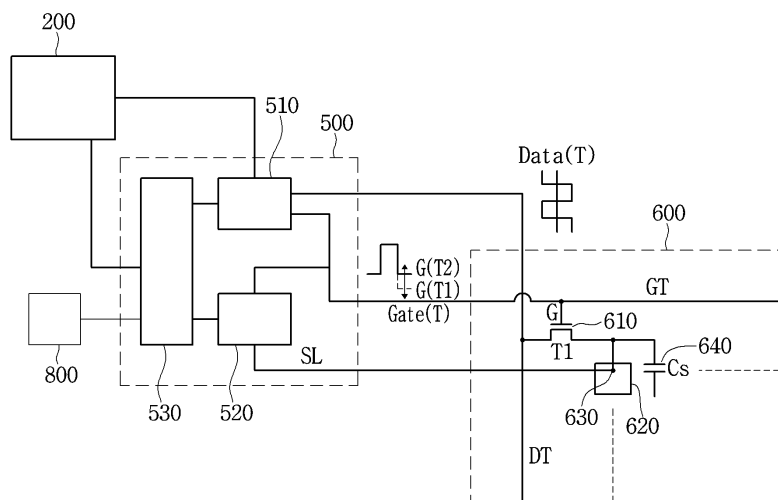 200
510
500
Data(T)
600
G(T2)
G(T1)
Gate(T)
GT
G
610
T1
640
Cs
800
530
520
SL
630
620
DT